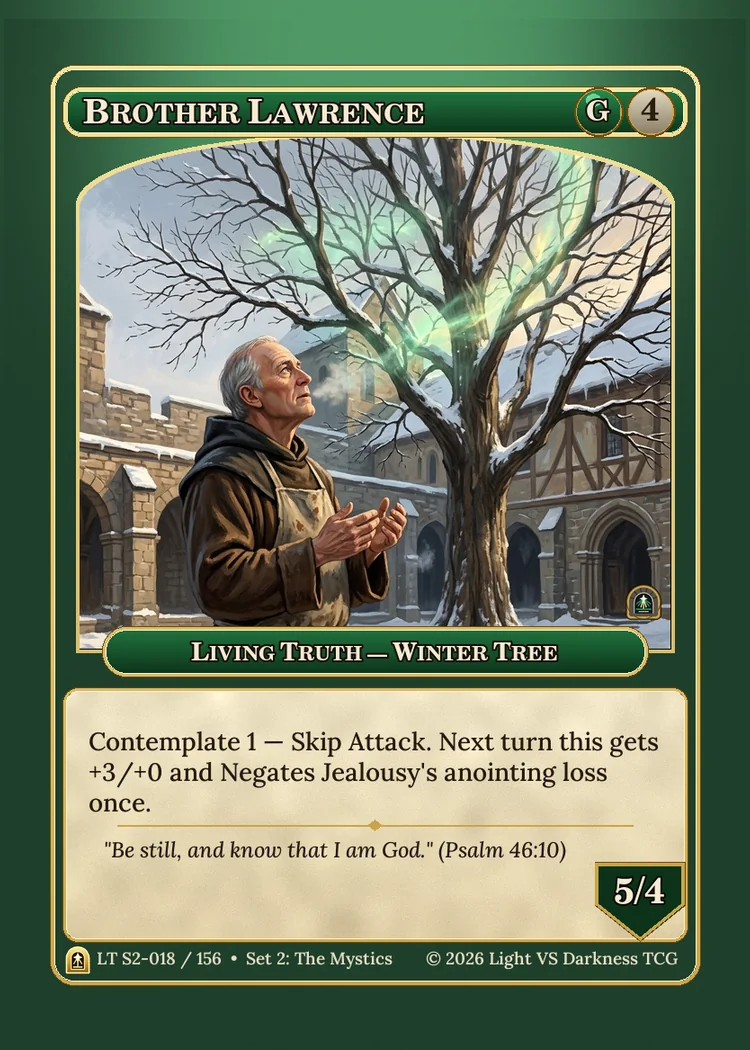 Brother Lawrence G 4
Living Truth — Winter Tree
Contemplate 1 — Skip Attack. Next turn this gets
+3/+0 and Negates Jealousy's anointing loss
once.
"Be still, and know that I am God." (Psalm 46:10)
5/4
LT S2-018 / 156 • Set 2: The Mystics © 2026 Light VS Darkness TCG